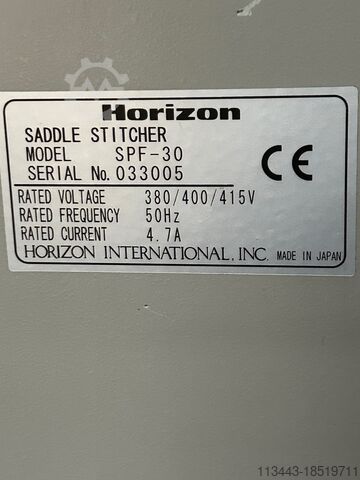 Horizon
SADDLE STITCHER
MODEL SPF-30
SERIAL No. 033005
CE
RATED VOLTAGE 380/400/415V
RATED FREQUENCY 50Hz
RATED CURRENT 4.7A
HORIZON INTERNATIONAL, INC. MADE IN JAPAN
113443-18519711